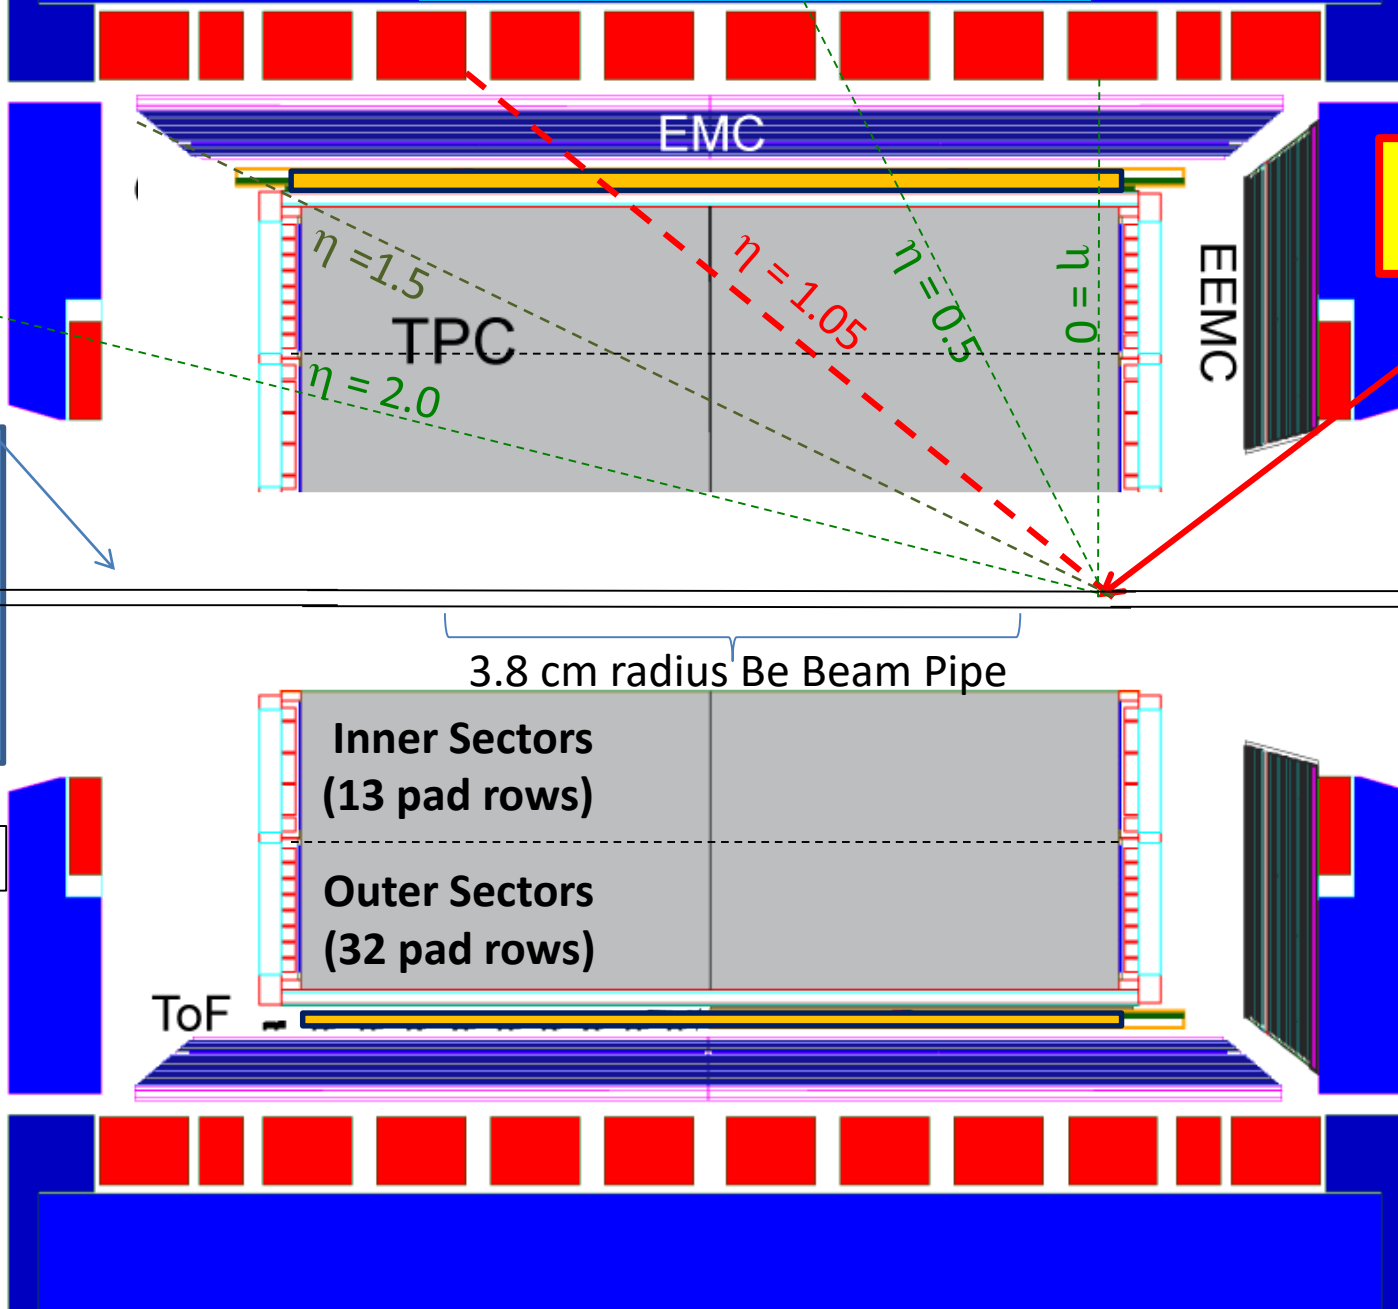 EMC
η =1.5
η = 1.05
η = 0.5
η = 0
EEMC
TPC
η = 2.0
3.8 cm radius Be Beam Pipe
Inner Sectors
(13 pad rows)
Outer Sectors
(32 pad rows)
ToF